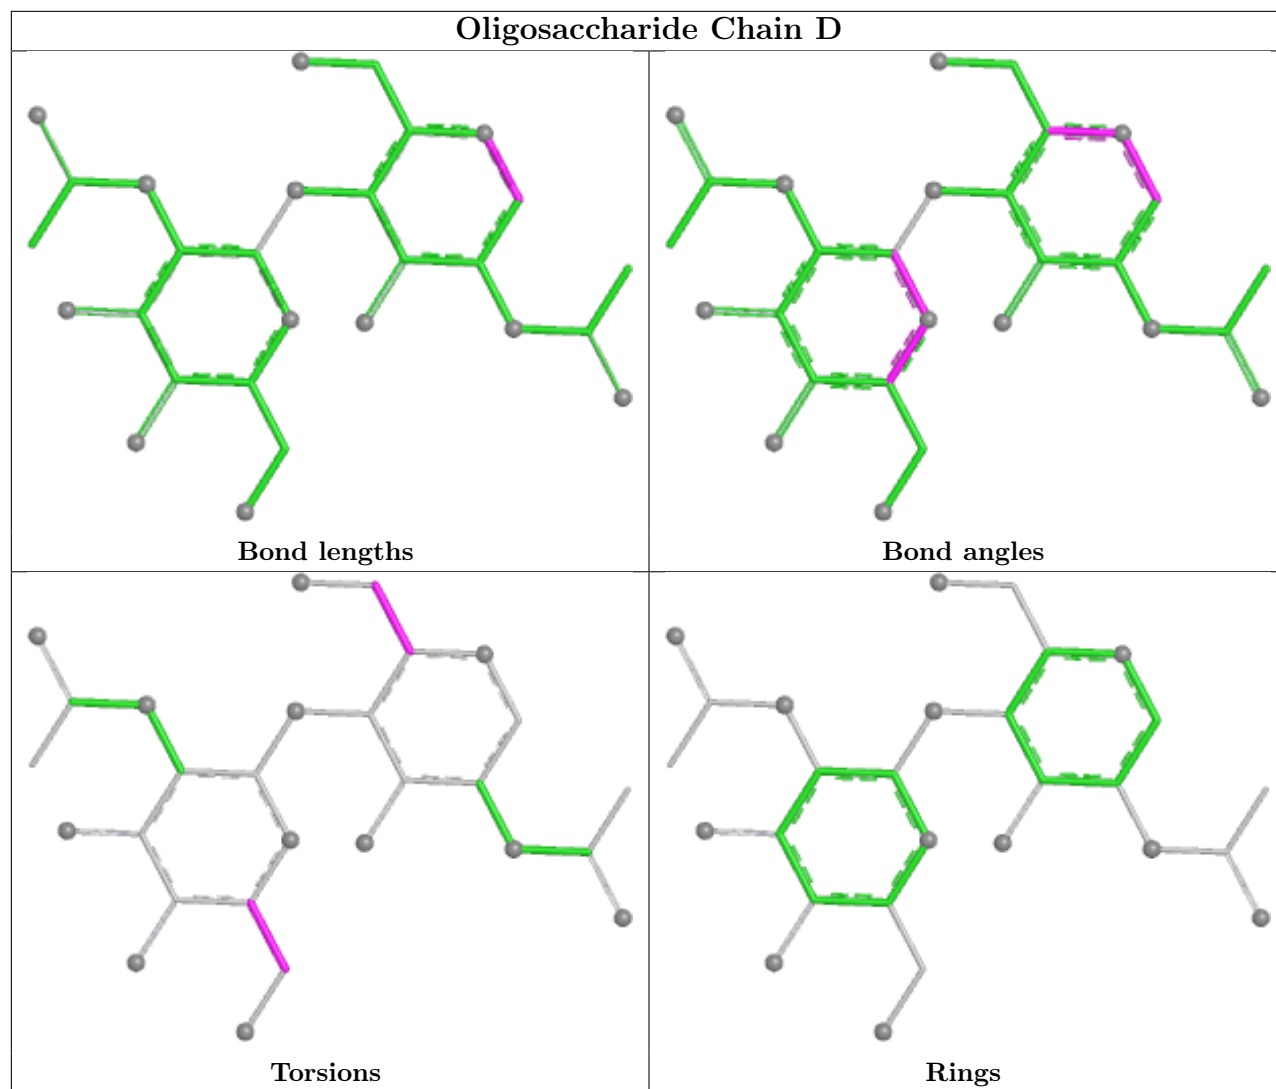 Oligosaccharide Chain D
Bond lengths
Bond angles
Torsions
Rings